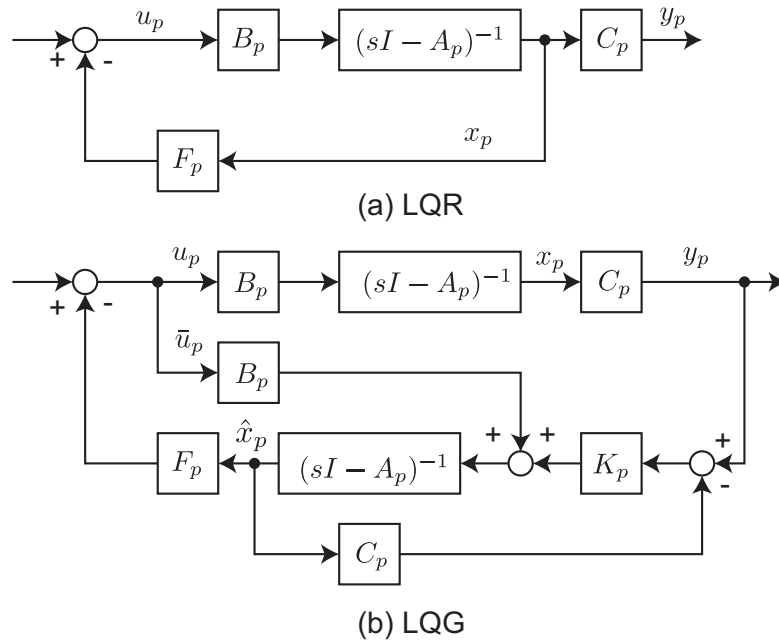 u_p
B_p
(sI − A_p)^{-1}
C_p
y_p
+
-
F_p
x_p
(a) LQR
u_p
B_p
(sI − A_p)^{-1}
x_p
C_p
y_p
+
-
ū_p
B_p
+
+
+
-
F_p
x̂_p
(sI − A_p)^{-1}
K_p
C_p
(b) LQG